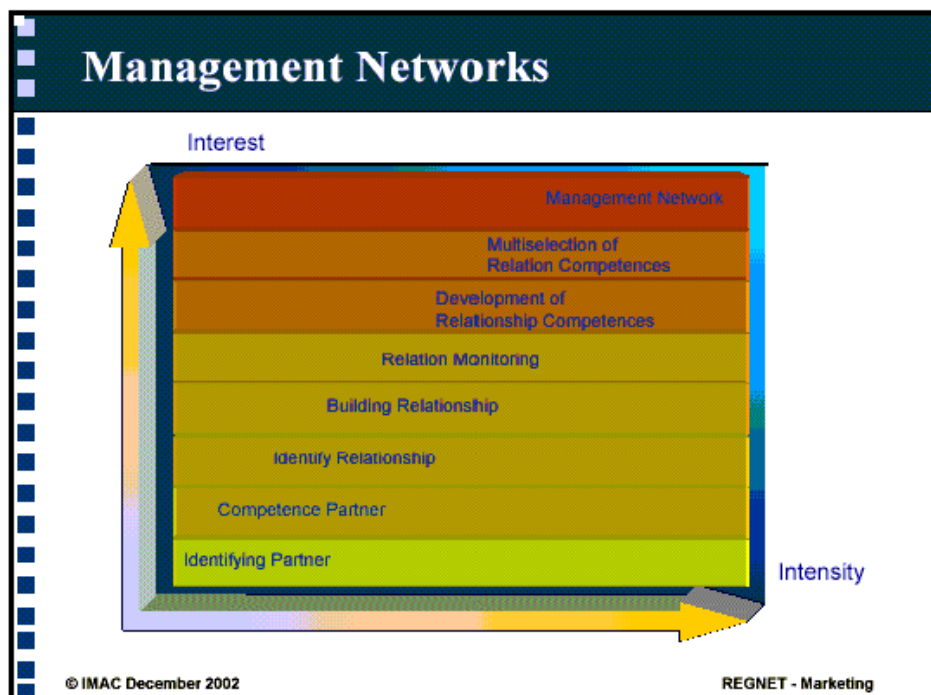 Management Networks
Interest
Management Network
Multiselection of
Relation Competences
Development of
Relationship Competences
Relation Monitoring
Building Relationship
Identify Relationship
Competence Partner
Identifying Partner
Intensity
© IMAC December 2002
REGNET - Marketing